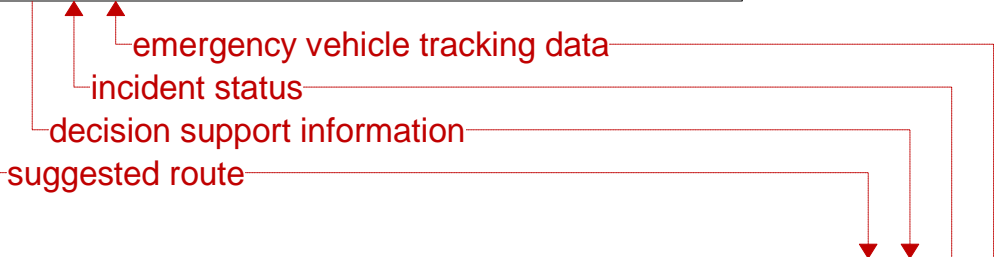 emergency vehicle tracking data
incident status
decision support information
suggested route